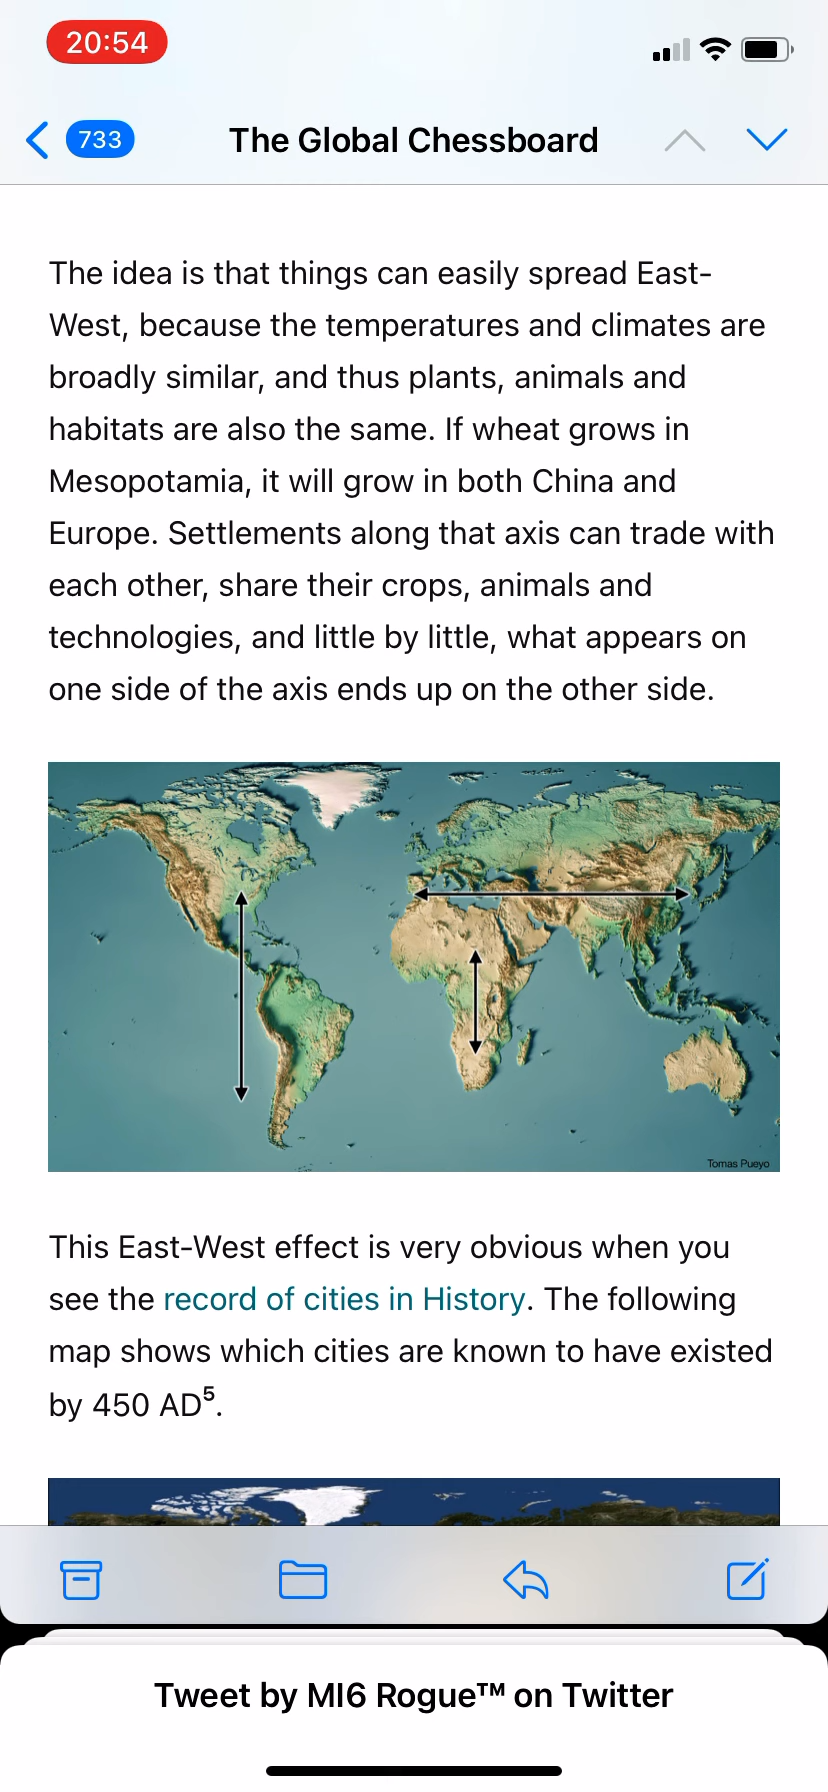 20:54
733
The Global Chessboard
The idea is that things can easily spread East-
West, because the temperatures and climates are
broadly similar, and thus plants, animals and
habitats are also the same. If wheat grows in
Mesopotamia, it will grow in both China and
Europe. Settlements along that axis can trade with
each other, share their crops, animals and
technologies, and little by little, what appears on
one side of the axis ends up on the other side.
Tomas Pueyo
This East-West effect is very obvious when you
see the record of cities in History. The following
map shows which cities are known to have existed
by 450 AD⁵.
Tweet by MI6 Rogue™ on Twitter